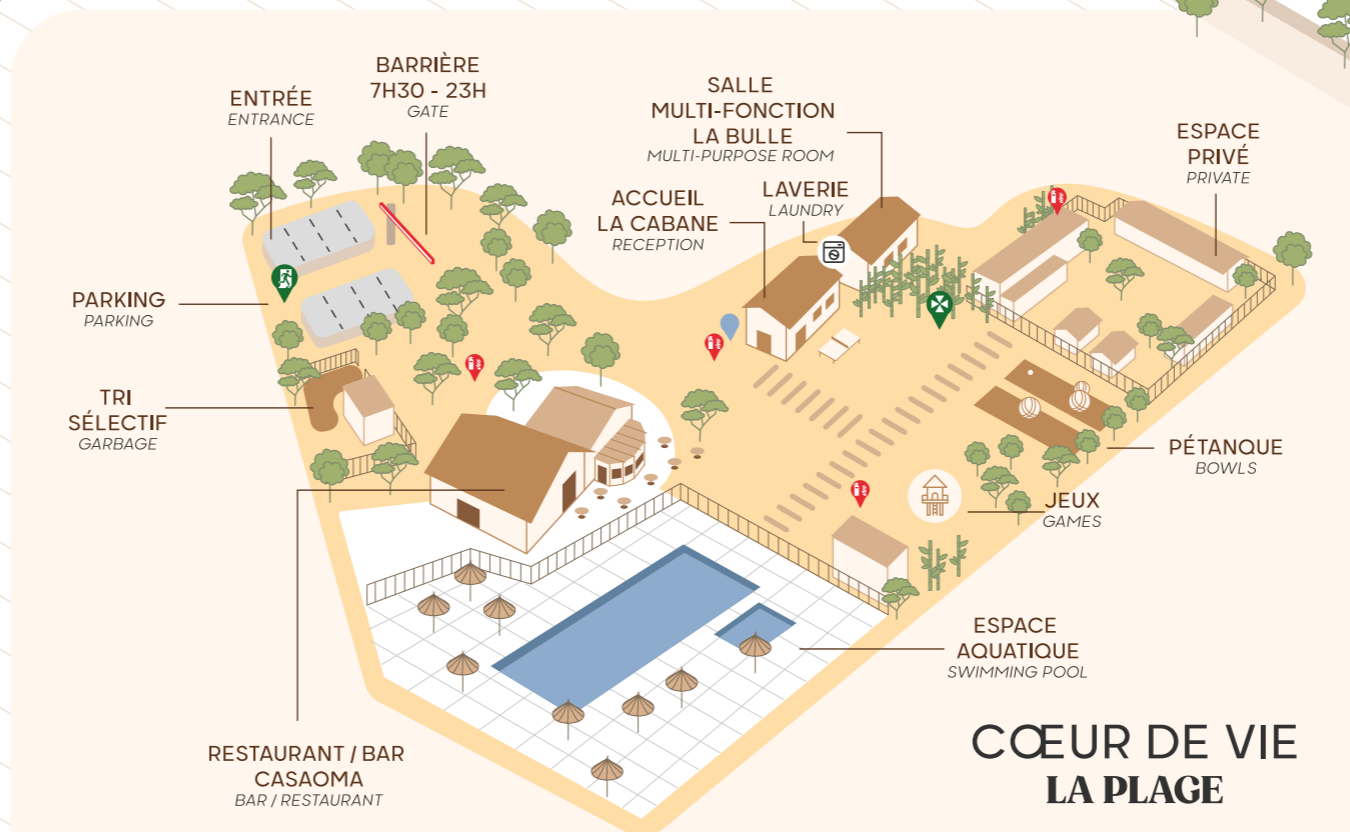 ENTRÉE
ENTRANCE
BARRIÈRE
7H30 - 23H
GATE
SALLE
MULTI-FONCTION
LA BULLE
MULTI-PURPOSE ROOM
ACCUEIL
LA CABANE
RECEPTION
LAVERIE
LAUNDRY
ESPACE
PRIVÉ
PRIVATE
PARKING
PARKING
TRI
SÉLECTIF
GARBAGE
PÉTANQUE
BOWLS
JEUX
GAMES
ESPACE
AQUATIQUE
SWIMMING POOL
RESTAURANT / BAR
CASAOMA
BAR / RESTAURANT
CŒUR DE VIE
LA PLAGE